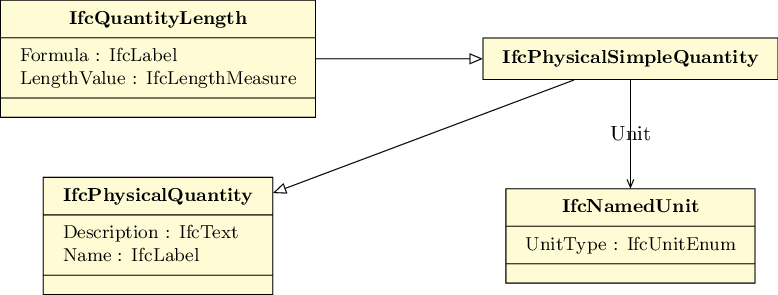 IfcQuantityLength
Formula : IfcLabel
LengthValue : IfcLengthMeasure
IfcPhysicalSimpleQuantity
Unit
IfcPhysicalQuantity
Description : IfcText
Name : IfcLabel
IfcNamedUnit
UnitType : IfcUnitEnum